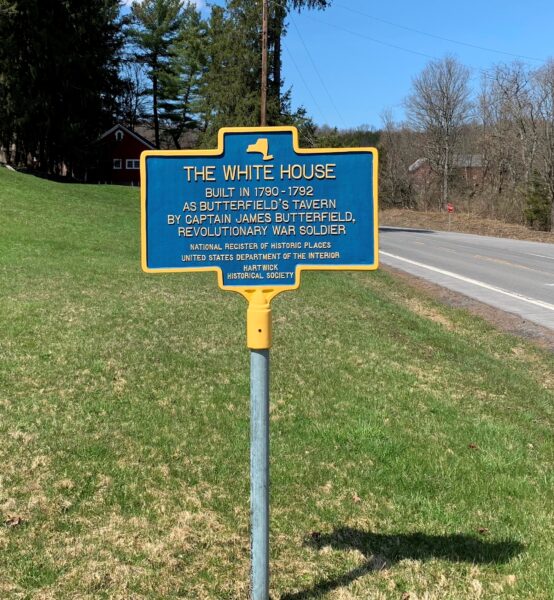 THE WHITE HOUSE
BUILT IN 1790-1792
AS BUTTERFIELD'S TAVERN
BY CAPTAIN JAMES BUTTERFIELD,
REVOLUTIONARY WAR SOLDIER
NATIONAL REGISTER OF HISTORIC PLACES
UNITED STATES DEPARTMENT OF THE INTERIOR
HARTWICK
HISTORICAL SOCIETY